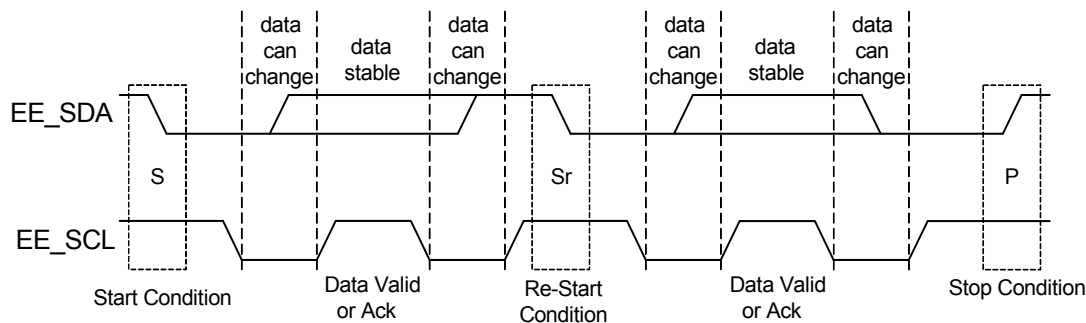 data
can
change
data
stable
data
can
change
data
can
change
data
stable
data
can
change
EE_SDA
S
Sr
P
EE_SCL
Start Condition
Data Valid
or Ack
Re-Start
Condition
Data Valid
or Ack
Stop Condition